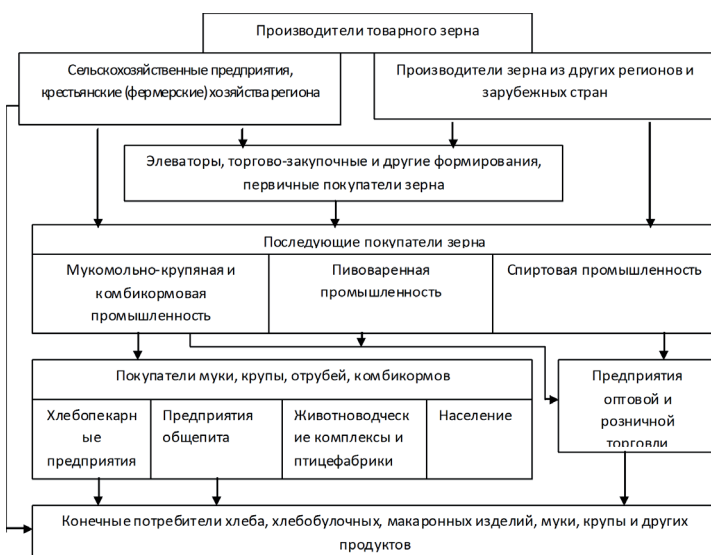 Производители товарного зерна
Сельскохозяйственные предприятия,
крестьянские (фермерские) хозяйства региона
Производители зерна из других регионов и
зарубежных стран
Элеваторы, торгово-закупочные и другие формирования,
первичные покупатели зерна
Последующие покупатели зерна
Мукомольно-крупяная и
комбикормовая
промышленность
Пивоваренная
промышленность
Спиртовая промышленность
Покупатели муки, крупы, отрубей, комбикормов
Хлебопекарн
ые
предприятия
Предприятия
общепита
Животноводческ
ие комплексы и
птицефабрики
Население
Предприятия
оптовой и
розничной
торговли
Конечные потребители хлеба, хлебобулочных, макаронных изделий, муки, крупы и других
продуктов